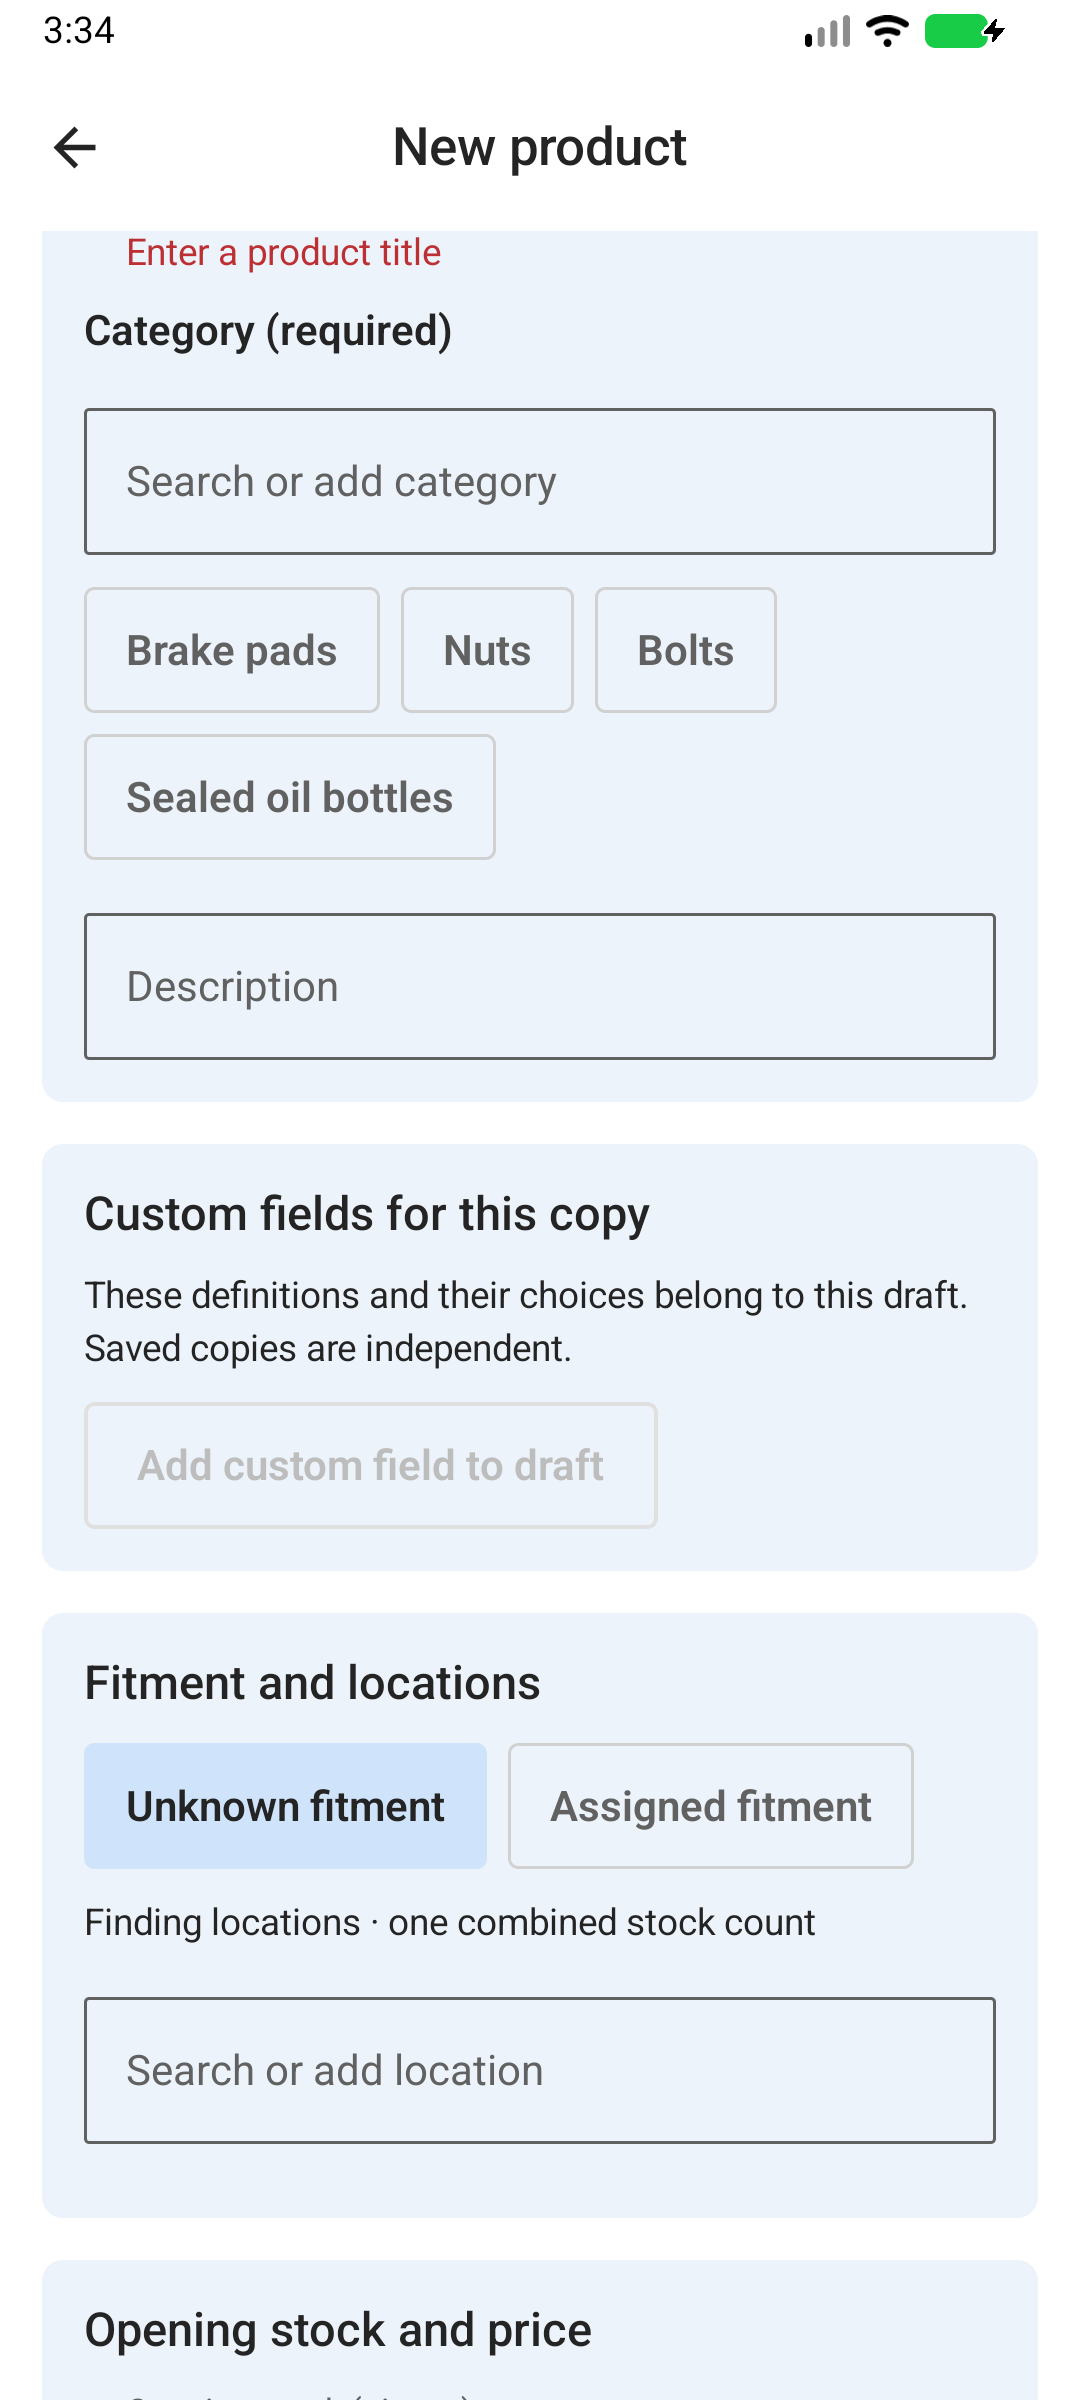 3:34
New product
Enter a product title
Category (required)
Search or add category
Brake pads
Nuts
Bolts
Sealed oil bottles
Description
Custom fields for this copy
These definitions and their choices belong to this draft.
Saved copies are independent.
Add custom field to draft
Fitment and locations
Unknown fitment
Assigned fitment
Finding locations · one combined stock count
Search or add location
Opening stock and price